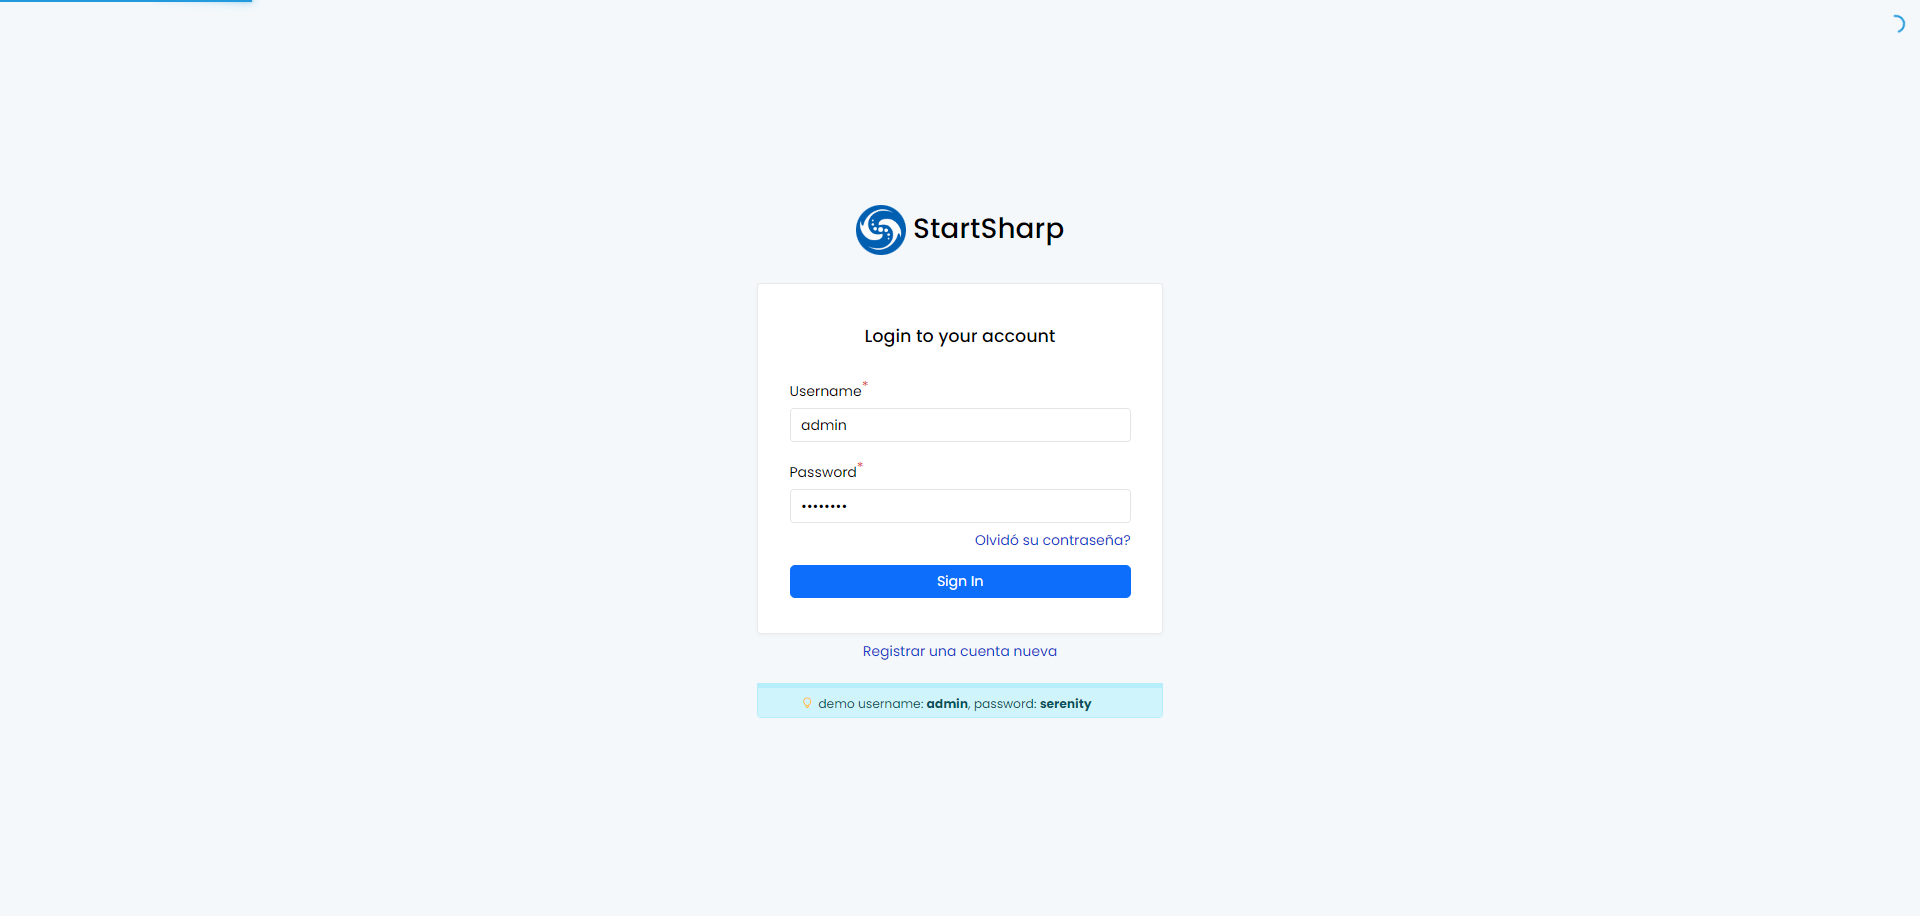 StartSharp
Login to your account
Username*
admin
Password*
••••••••
Olvidó su contraseña?
Sign In
Registrar una cuenta nueva
demo username: admin, password: serenity